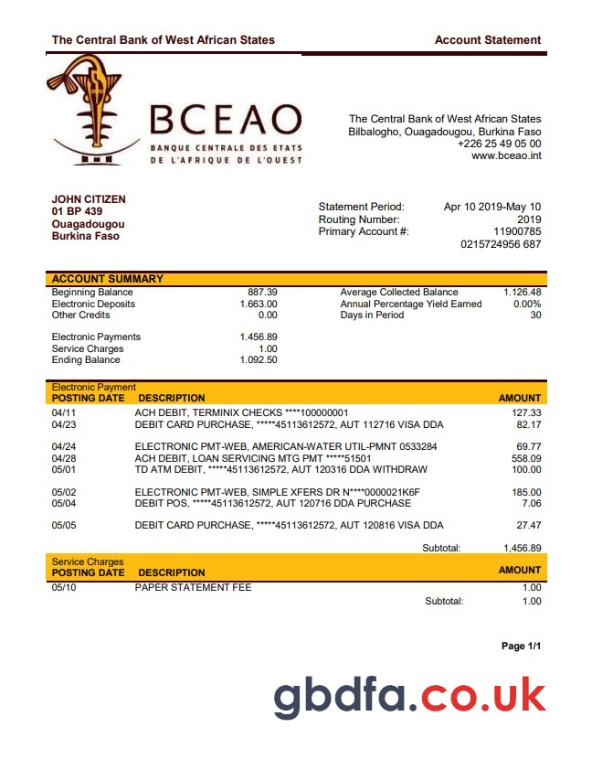 The Central Bank of West African States Account Statement
BCEAO
BANQUE CENTRALE DES ETATS
DE L'AFRIQUE DE L'OUEST
The Central Bank of West African States
Bilbalogho, Ouagadougou, Burkina Faso
+226 25 49 05 00
www.bceao.int
JOHN CITIZEN
01 BP 439
Ouagadougou
Burkina Faso
Statement Period: Apr 10 2019-May 10
Routing Number: 2019
Primary Account #: 11900785
0215724956 687
ACCOUNT SUMMARY
Beginning Balance 887.39 Average Collected Balance 1.126.48
Electronic Deposits 1.663.00 Annual Percentage Yield Earned 0.00%
Other Credits 0.00 Days in Period 30
Electronic Payments 1.456.89
Service Charges 1.00
Ending Balance 1.092.50
Electronic Payment
POSTING DATE DESCRIPTION AMOUNT
04/11 ACH DEBIT, TERMINIX CHECKS ****100000001 127.33
04/23 DEBIT CARD PURCHASE, *****45113612572, AUT 112716 VISA DDA 82.17
04/24 ELECTRONIC PMT-WEB, AMERICAN-WATER UTIL-PMNT 0533284 69.77
04/28 ACH DEBIT, LOAN SERVICING MTG PMT *****51501 558.09
05/01 TD ATM DEBIT, *****45113612572, AUT 120316 DDA WITHDRAW 100.00
05/02 ELECTRONIC PMT-WEB, SIMPLE XFERS DR N****0000021K6F 185.00
05/04 DEBIT POS, *****45113612572, AUT 120716 DDA PURCHASE 7.06
05/05 DEBIT CARD PURCHASE, *****45113612572, AUT 120816 VISA DDA 27.47
Subtotal: 1,456.89
Service Charges
POSTING DATE DESCRIPTION AMOUNT
05/10 PAPER STATEMENT FEE 1.00
Subtotal: 1.00
Page 1/1
gbdfa.co.uk